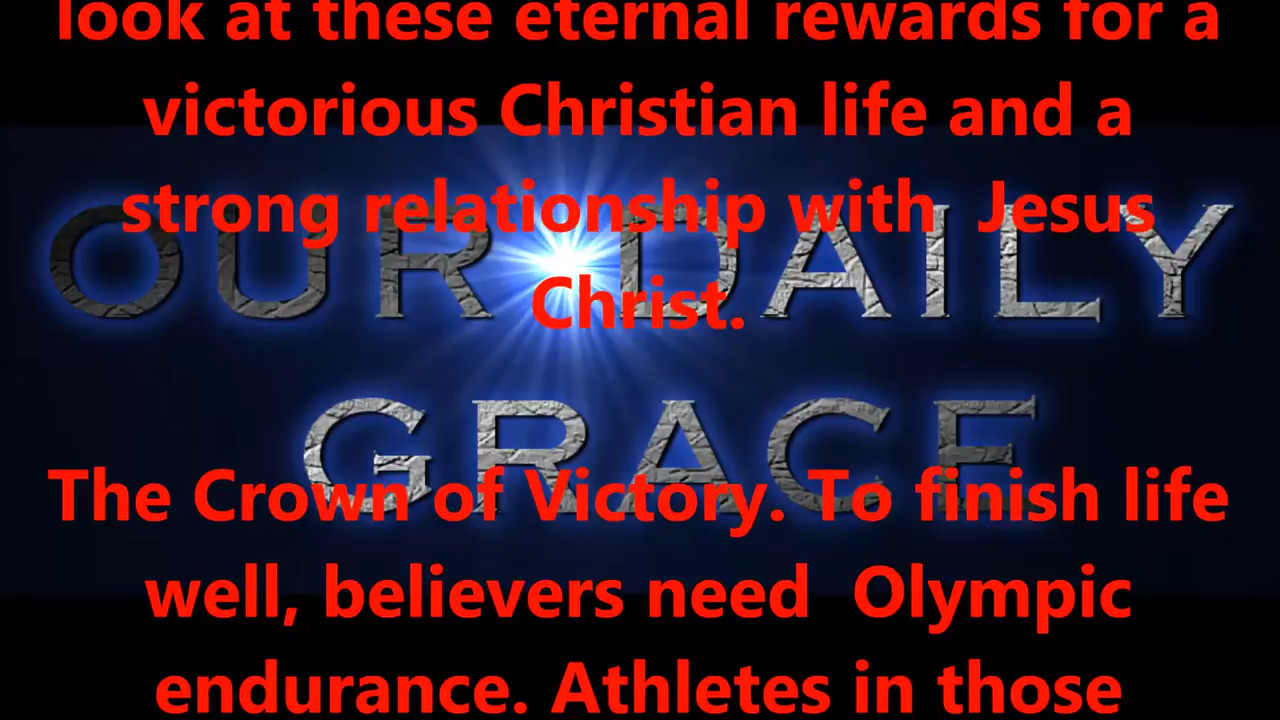 look at these eternal rewards for a
victorious Christian life and a
strong relationship with  Jesus
OUR DAILY
Christ.
GRACE
The Crown of Victory. To finish life
well, believers need  Olympic
endurance. Athletes in those